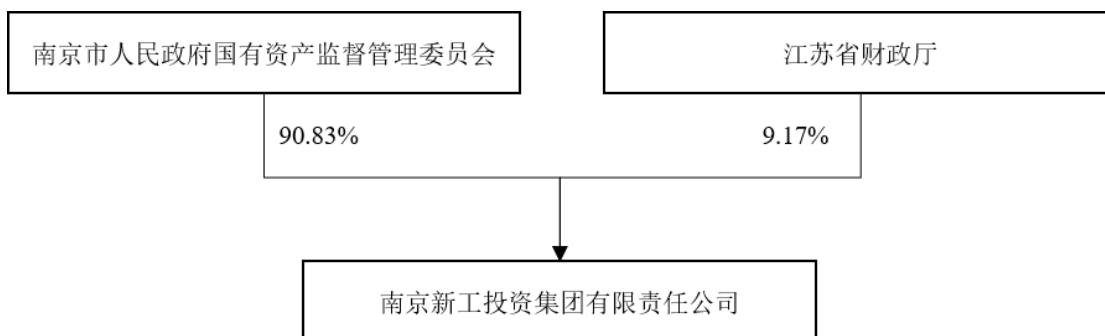 南京市人民政府国有资产监督管理委员会
江苏省财政厅
90.83%
9.17%
南京新工投资集团有限责任公司